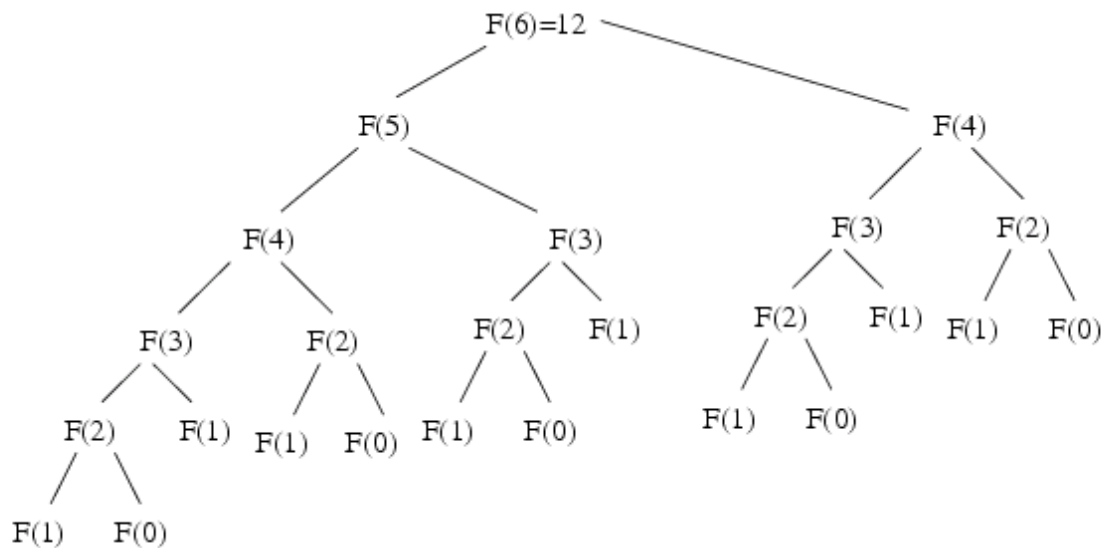 F(6)=12
F(5) F(4)
F(4) F(3) F(3) F(2)
F(3) F(2) F(2) F(1) F(2) F(1) F(1) F(0)
F(2) F(1) F(1) F(0) F(1) F(0) F(1) F(0)
F(1) F(0)